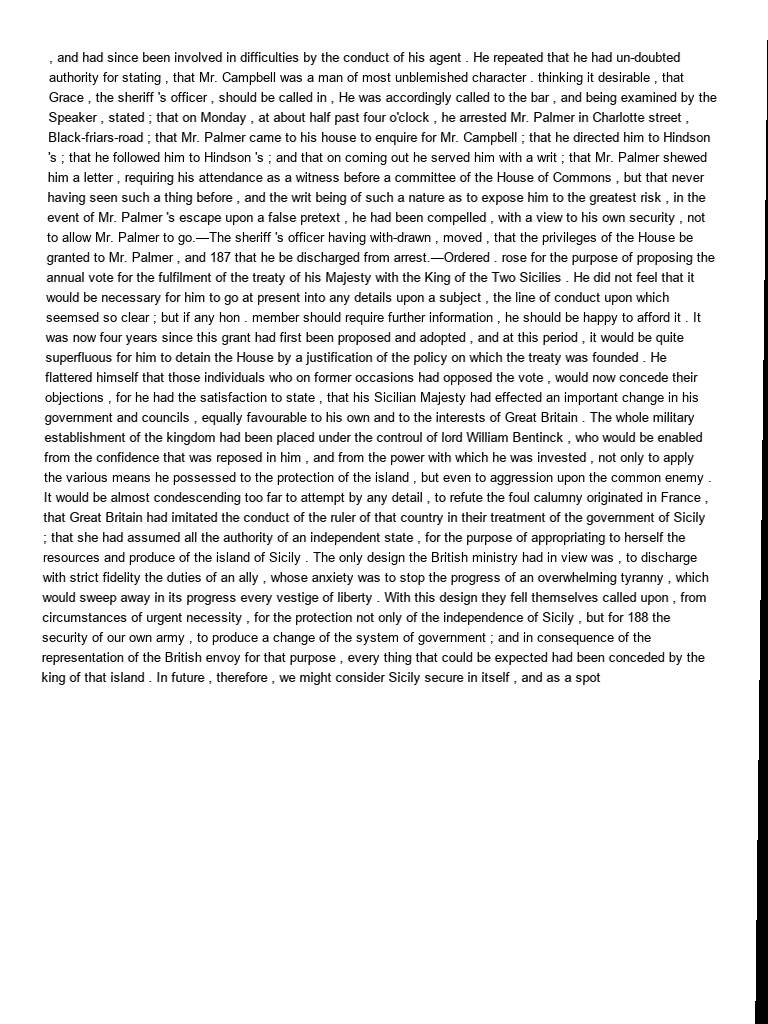 , and had since been involved in difficulties by the conduct of his agent . He repeated that he had un-doubted
authority for stating , that Mr. Campbell was a man of most unblemished character . thinking it desirable , that
Grace , the sheriff 's officer , should be called in , He was accordingly called to the bar , and being examined by the
Speaker , stated ; that on Monday , at about half past four o'clock , he arrested Mr. Palmer in Charlotte street ,
Black-friars-road ; that Mr. Palmer came to his house to enquire for Mr. Campbell ; that he directed him to Hindson
's ; that he followed him to Hindson 's ; and that on coming out he served him with a writ ; that Mr. Palmer shewed
him a letter , requiring his attendance as a witness before a committee of the House of Commons , but that never
having seen such a thing before , and the writ being of such a nature as to expose him to the greatest risk , in the
event of Mr. Palmer 's escape upon a false pretext , he had been compelled , with a view to his own security , not
to allow Mr. Palmer to go.—The sheriff 's officer having with-drawn , moved , that the privileges of the House be
granted to Mr. Palmer , and 187 that he be discharged from arrest.—Ordered . rose for the purpose of proposing the
annual vote for the fulfilment of the treaty of his Majesty with the King of the Two Sicilies . He did not feel that it
would be necessary for him to go at present into any details upon a subject , the line of conduct upon which
seemsed so clear ; but if any hon . member should require further information , he should be happy to afford it . It
was now four years since this grant had first been proposed and adopted , and at this period , it would be quite
superfluous for him to detain the House by a justification of the policy on which the treaty was founded . He
flattered himself that those individuals who on former occasions had opposed the vote , would now concede their
objections , for he had the satisfaction to state , that his Sicilian Majesty had effected an important change in his
government and councils , equally favourable to his own and to the interests of Great Britain . The whole military
establishment of the kingdom had been placed under the controul of lord William Bentinck , who would be enabled
from the confidence that was reposed in him , and from the power with which he was invested , not only to apply
the various means he possessed to the protection of the island , but even to aggression upon the common enemy .
It would be almost condescending too far to attempt by any detail , to refute the foul calumny originated in France ,
that Great Britain had imitated the conduct of the ruler of that country in their treatment of the government of Sicily
; that she had assumed all the authority of an independent state , for the purpose of appropriating to herself the
resources and produce of the island of Sicily . The only design the British ministry had in view was , to discharge
with strict fidelity the duties of an ally , whose anxiety was to stop the progress of an overwhelming tyranny , which
would sweep away in its progress every vestige of liberty . With this design they fell themselves called upon , from
circumstances of urgent necessity , for the protection not only of the independence of Sicily , but for 188 the
security of our own army , to produce a change of the system of government ; and in consequence of the
representation of the British envoy for that purpose , every thing that could be expected had been conceded by the
king of that island . In future , therefore , we might consider Sicily secure in itself , and as a spot